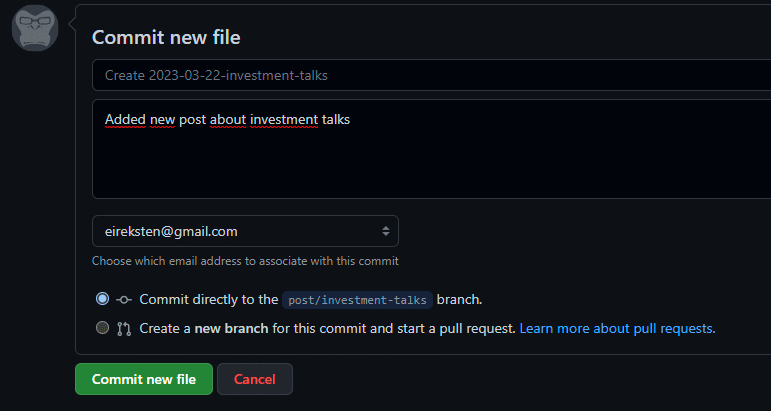 Commit new file
Create 2023-03-22-investment-talks
Added new post about investment talks
eireksten@gmail.com
Choose which email address to associate with this commit
Commit directly to the post/investment-talks branch.
Create a new branch for this commit and start a pull request. Learn more about pull requests.
Commit new file Cancel